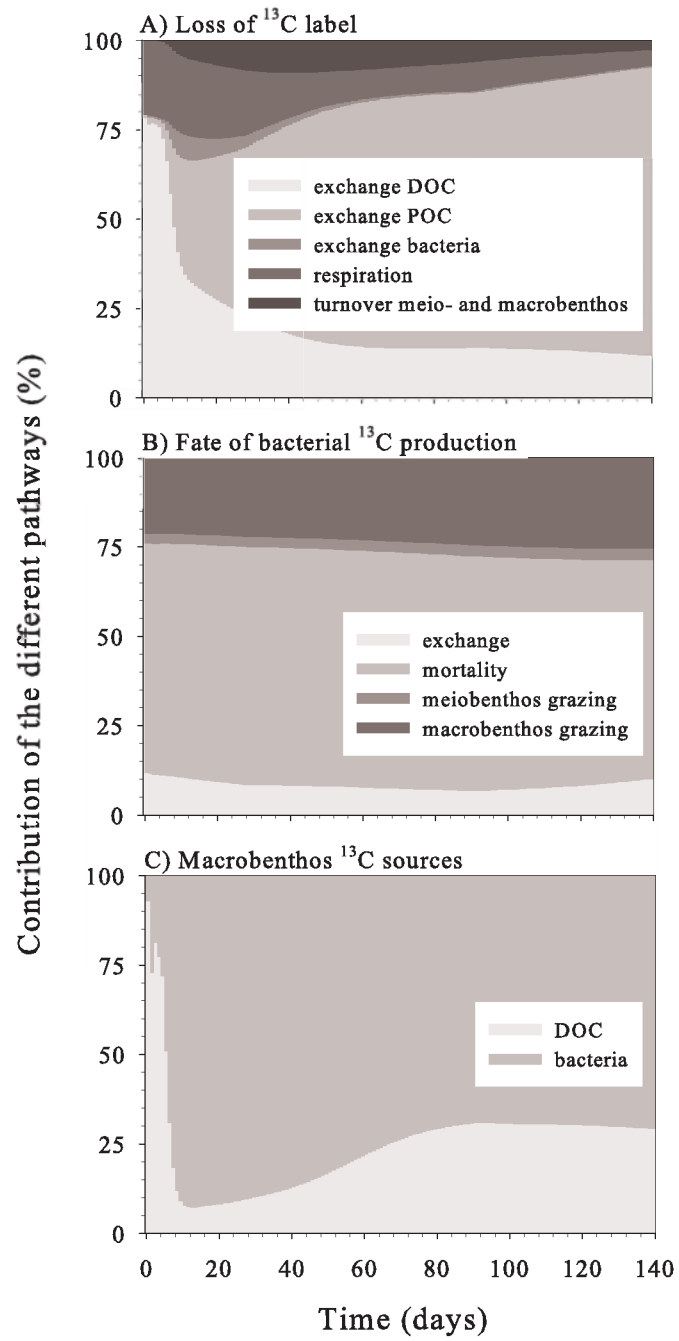 A) Loss of ¹³C label
100
75
50
25
0
exchange DOC
exchange POC
exchange bacteria
respiration
turnover meio- and macrobenthos
Contribution of the different pathways (%)
B) Fate of bacterial ¹³C production
100
75
50
25
0
exchange
mortality
meiobenthos grazing
macrobenthos grazing
C) Macrobenthos ¹³C sources
100
75
50
25
0
DOC
bacteria
0 20 40 60 80 100 120 140
Time (days)